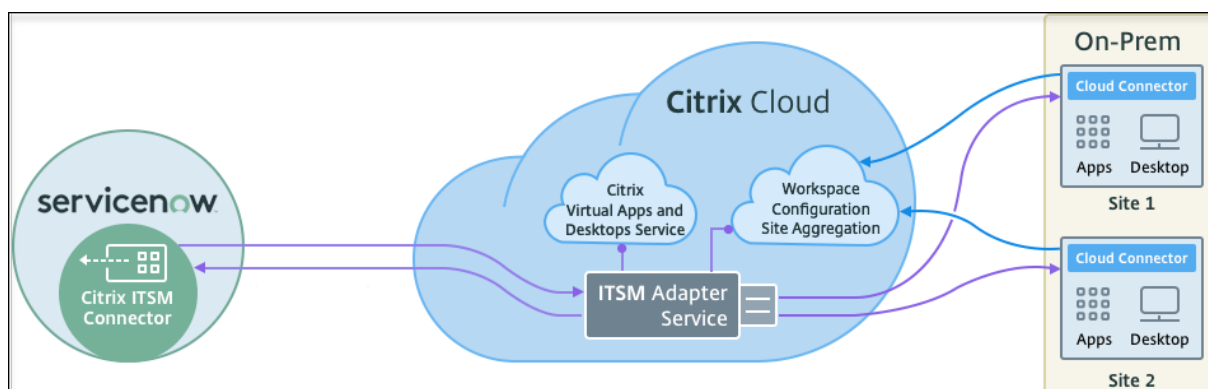 On-Prem
Citrix Cloud
Cloud Connector
Apps Desktop
Site 1
servicenow
Citrix
Virtual Apps and
Desktops Service
Workspace
Configuration
Site Aggregation
Citrix ITSM
Connector
ITSM Adapter
Service
Cloud Connector
Apps Desktop
Site 2